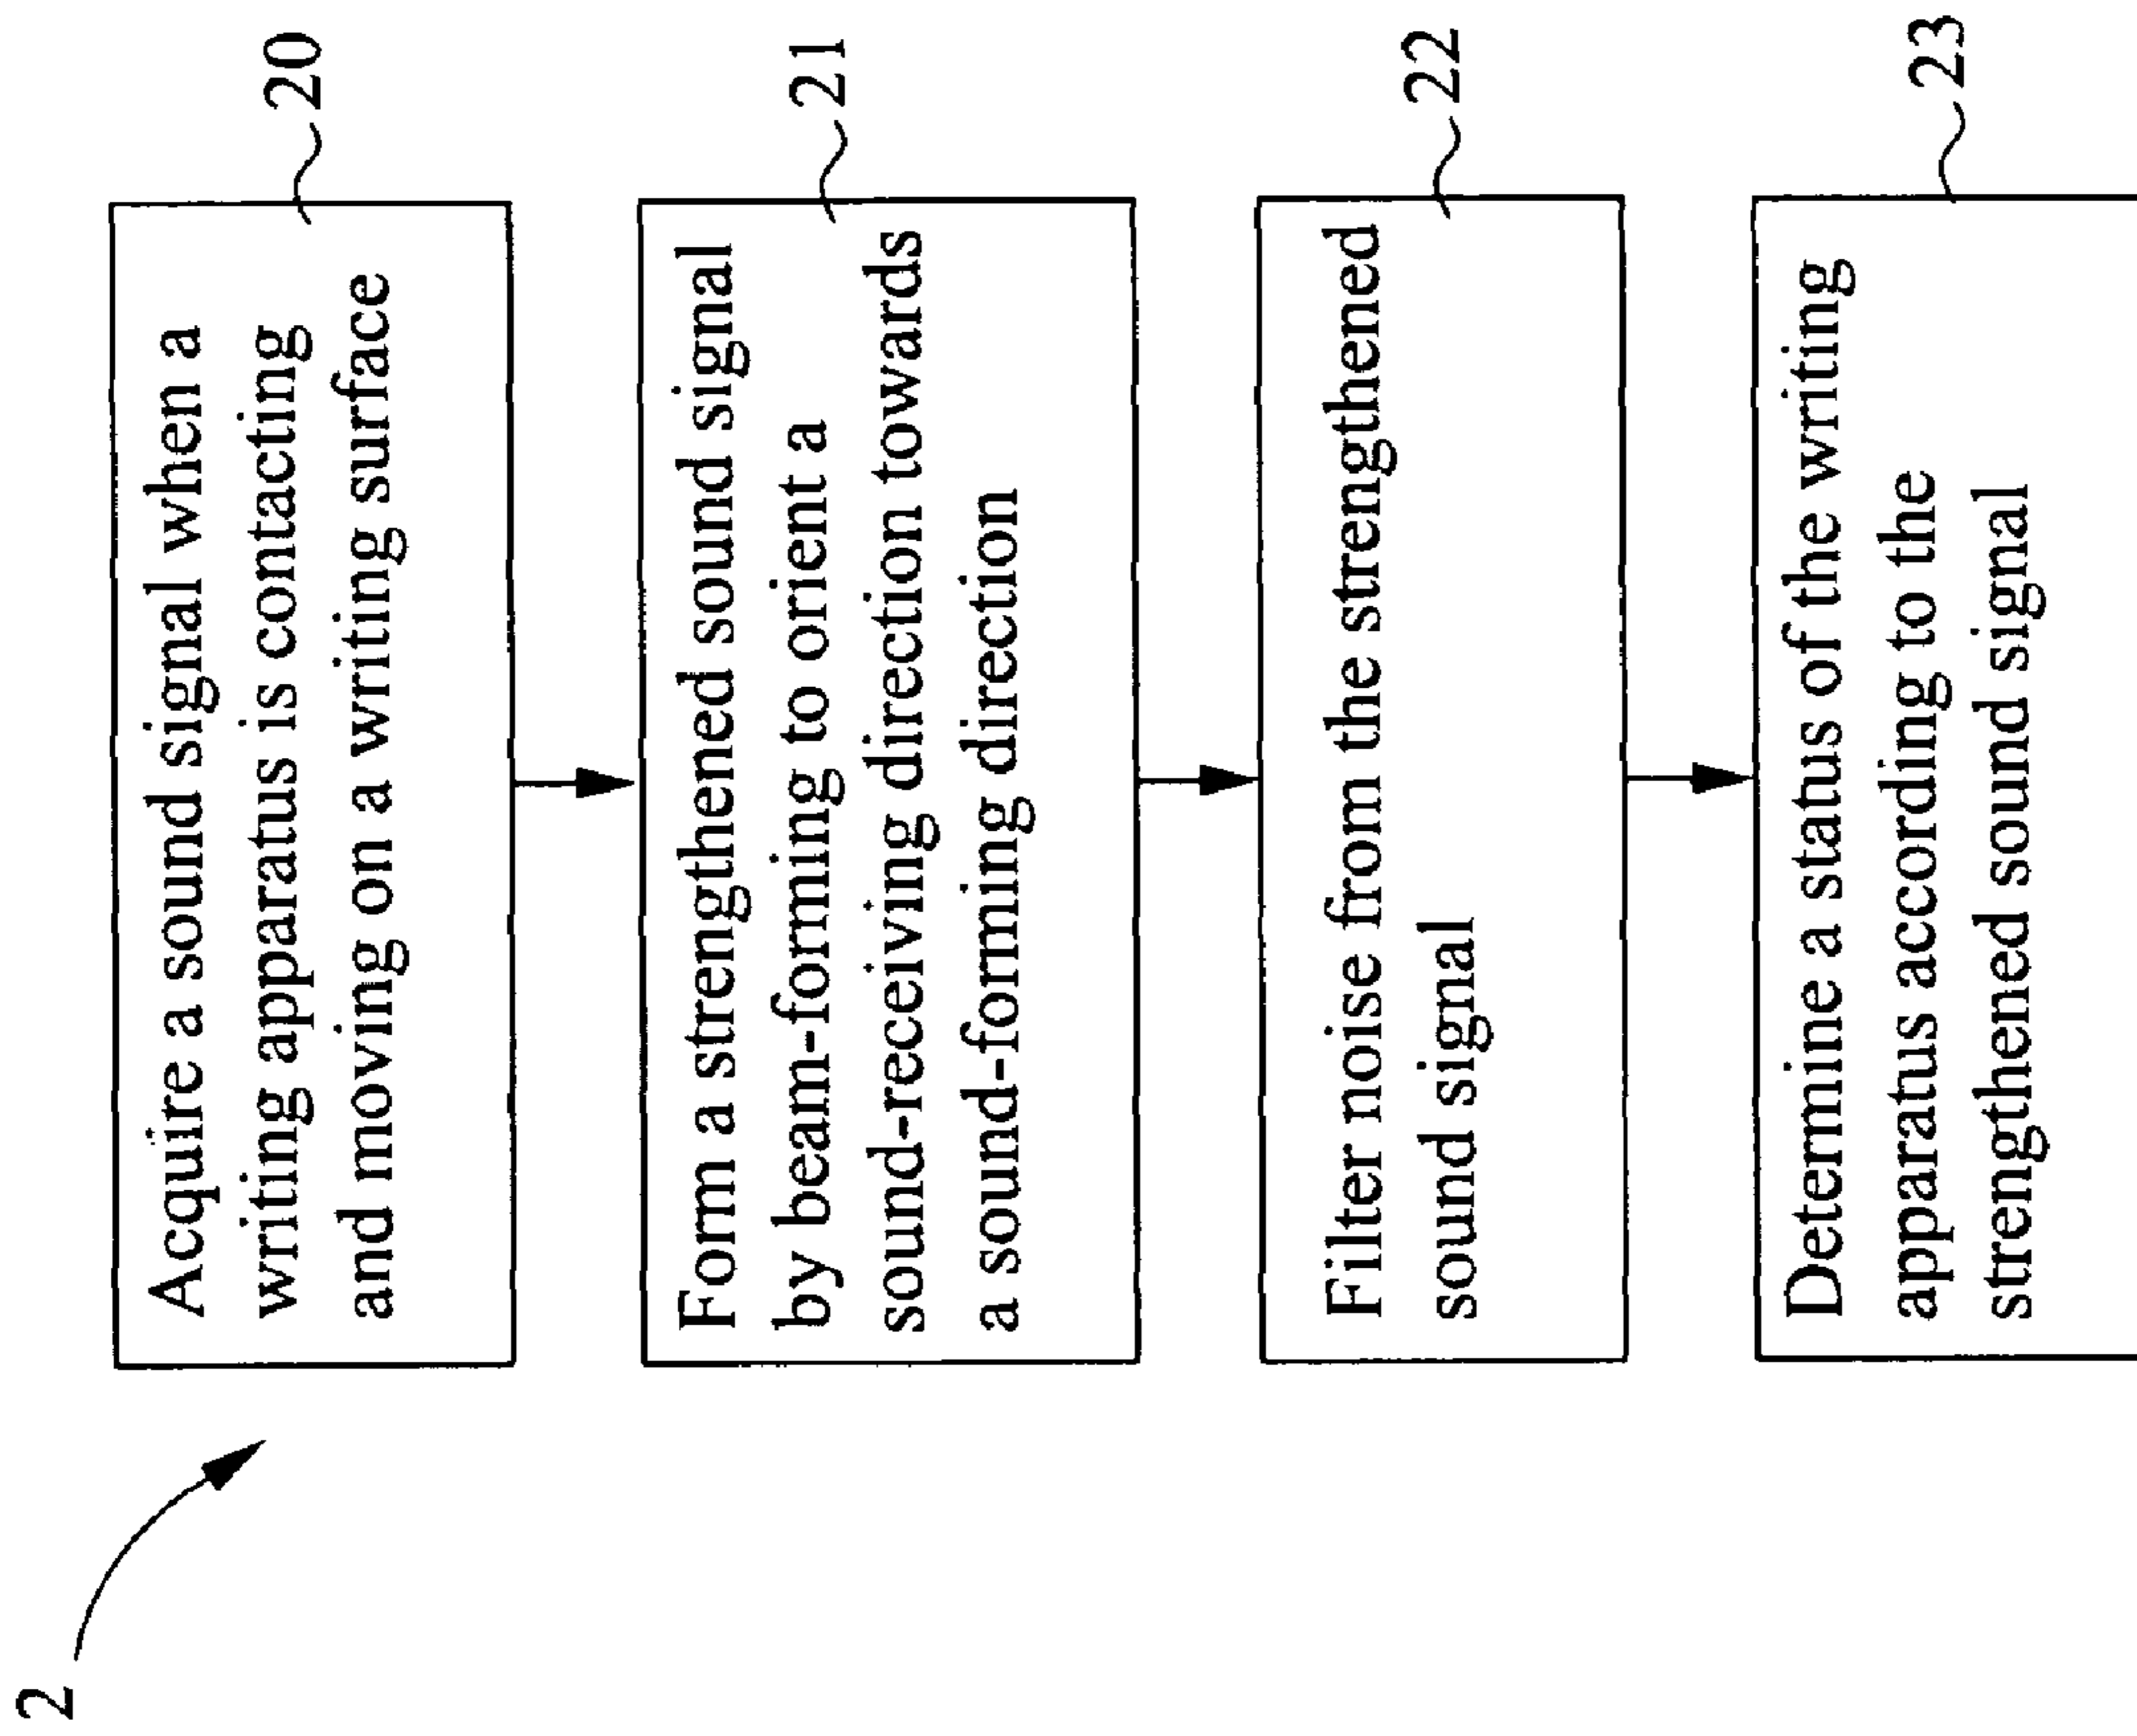 2
Acquire a sound signal when a
writing apparatus is contacting
and moving on a writing surface
20
Form a strengthened sound signal
by beam-forming to orient a
sound-receiving direction towards
a sound-forming direction
21
Filter noise from the strengthened
sound signal
22
Determine a status of the writing
apparatus according to the
strengthened sound signal
23